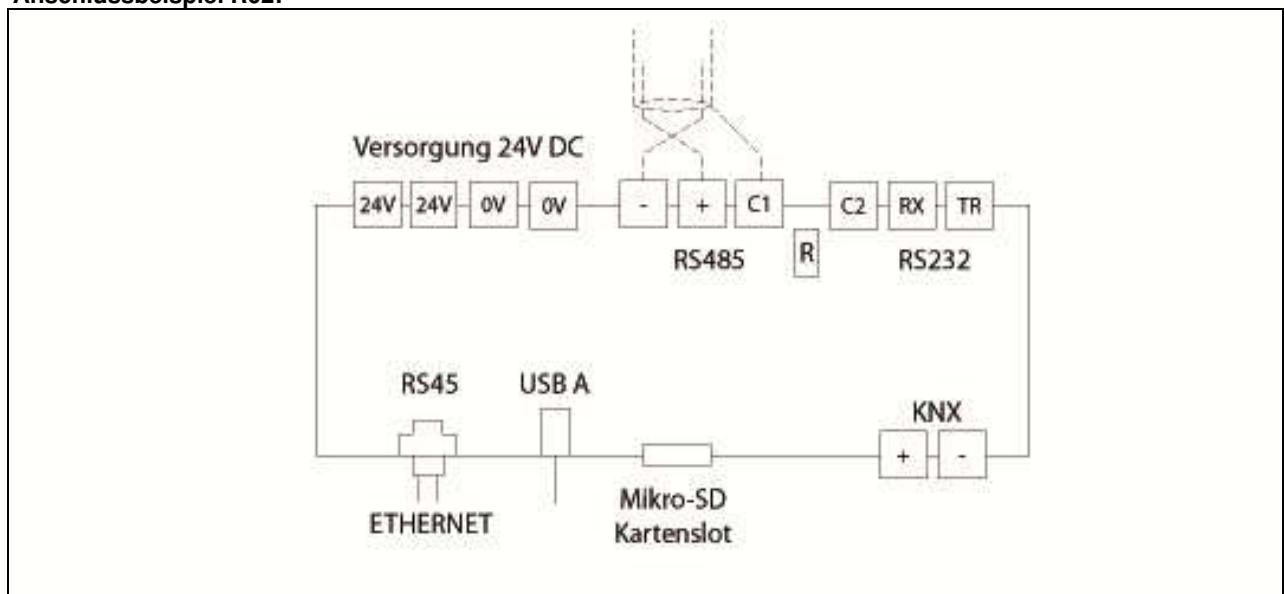 Versorgung 24V DC
24V 24V 0V 0V - + C1 C2 RX TR
RS485 R RS232
RS45 USB A KNX
+ -
ETHERNET
Mikro-SD
Kartenslot